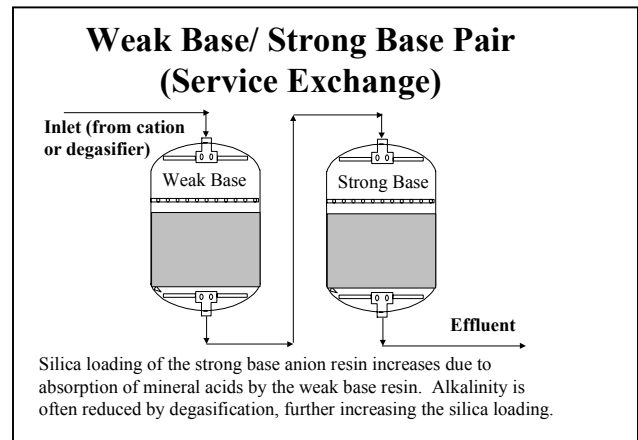 Weak Base/ Strong Base Pair
(Service Exchange)
Inlet (from cation
or degasifier)
Weak Base
Strong Base
Effluent
Silica loading of the strong base anion resin increases due to
absorption of mineral acids by the weak base resin. Alkalinity is
often reduced by degasification, further increasing the silica loading.